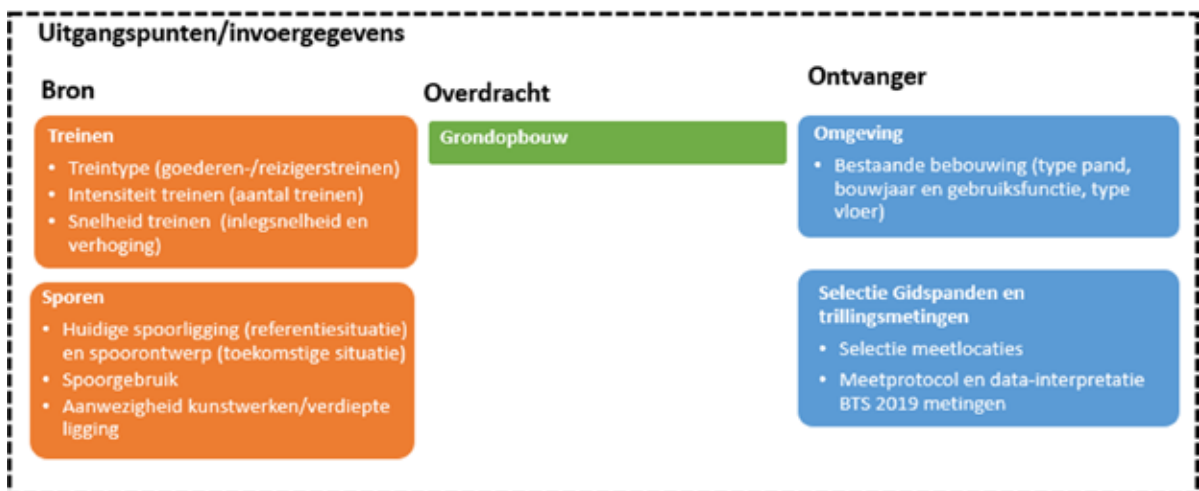 Uitgangspunten/invoergegevens
Bron
Treinen
• Treintype (goederen-/reizigerstreinen)
• Intensiteit treinen (aantal treinen)
• Snelheid treinen (inlegsnelheid en
verhoging)
Sporen
• Huidige spoorligging (referentiesituatie)
en spoorontwerp (toekomstige situatie)
• Spoorgebruik
• Aanwezigheid kunstwerken/verdiepte
ligging
Overdracht
Grondopbouw
Ontvanger
Omgeving
• Bestaande bebouwing (type pand,
bouwjaar en gebruiksfunctie, type
vloer)
Selectie Gidspanden en
trillingsmetingen
• Selectie meetlocaties
• Meetprotocol en data-interpretatie
BTS 2019 metingen